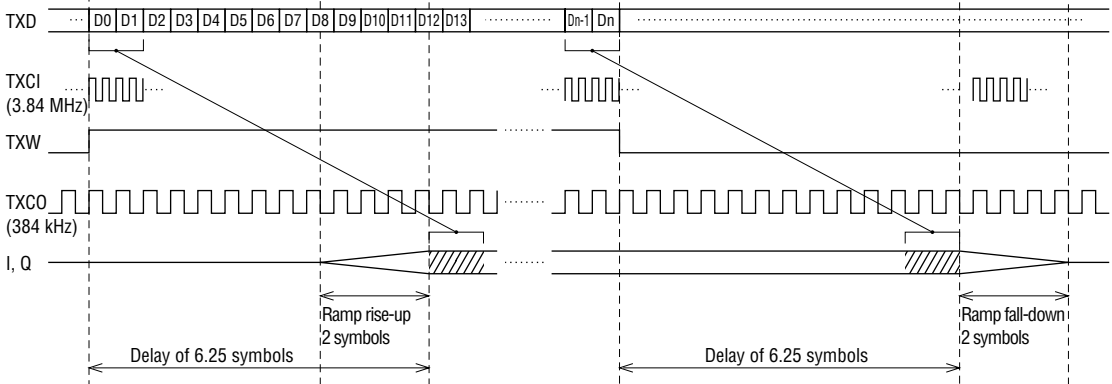 TXD D0 D1 D2 D3 D4 D5 D6 D7 D8 D9 D10 D11 D12 D13 Dn-1 Dn
TXCI
(3.84 MHz)
TXW
TXCO
(384 kHz)
I, Q
Ramp rise-up
2 symbols
Ramp fall-down
2 symbols
Delay of 6.25 symbols
Delay of 6.25 symbols